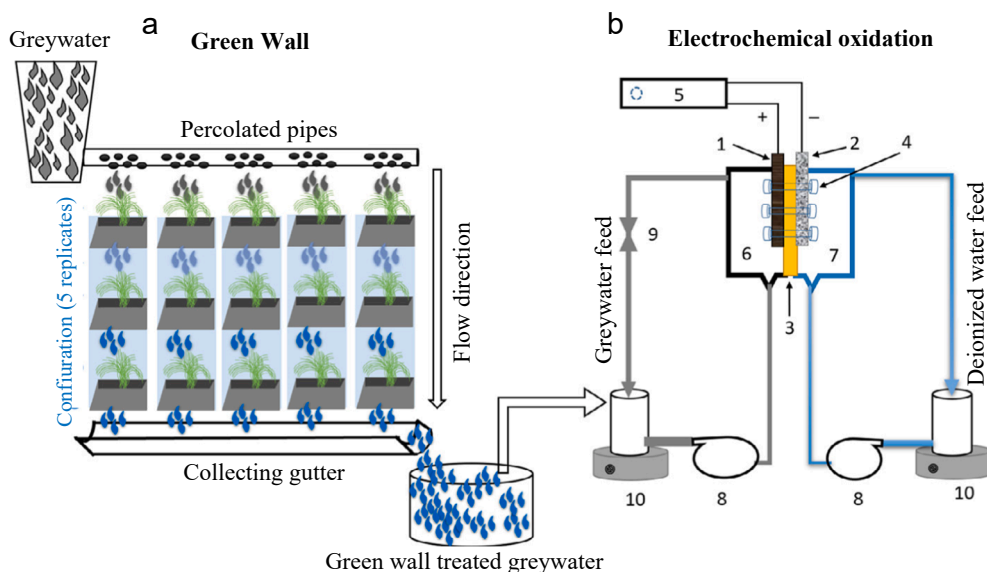 a
Green Wall
Greywater
Percolated pipes
Confiuration (5 replicates)
Flow direction
Collecting gutter
Green wall treated greywater
b
Electrochemical oxidation
5
+
−
1
2
4
9
6
7
3
Greywater feed
Deionized water feed
10
8
8
10